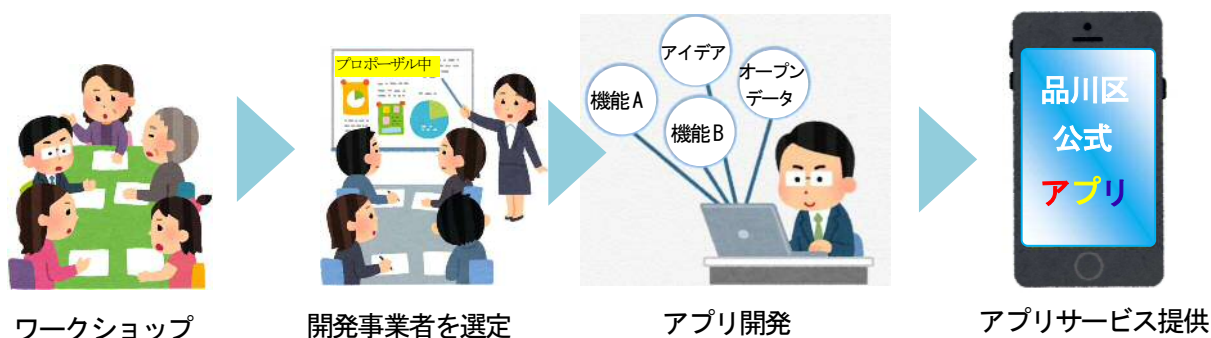 プロポーザル中
機能A
アイデア
機能B
オープン
データ
品川区
公式
アプリ
ワークショップ
開発事業者を選定
アプリ開発
アプリサービス提供